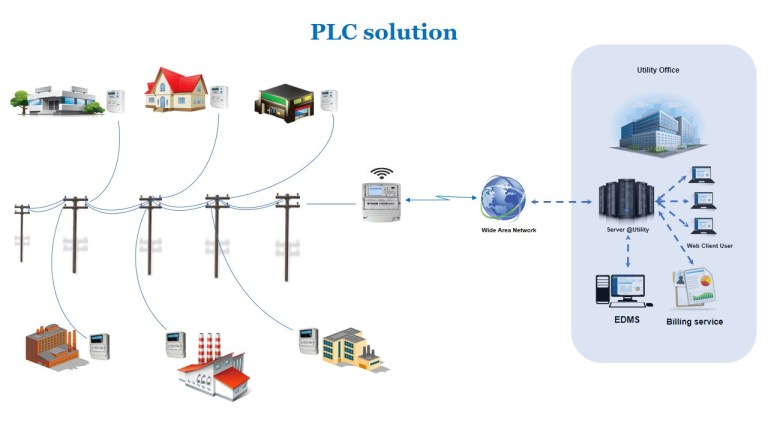 PLC solution
Utility Office
Wide Area Network
Server @Utility
Web Client User
EDMS
Billing service